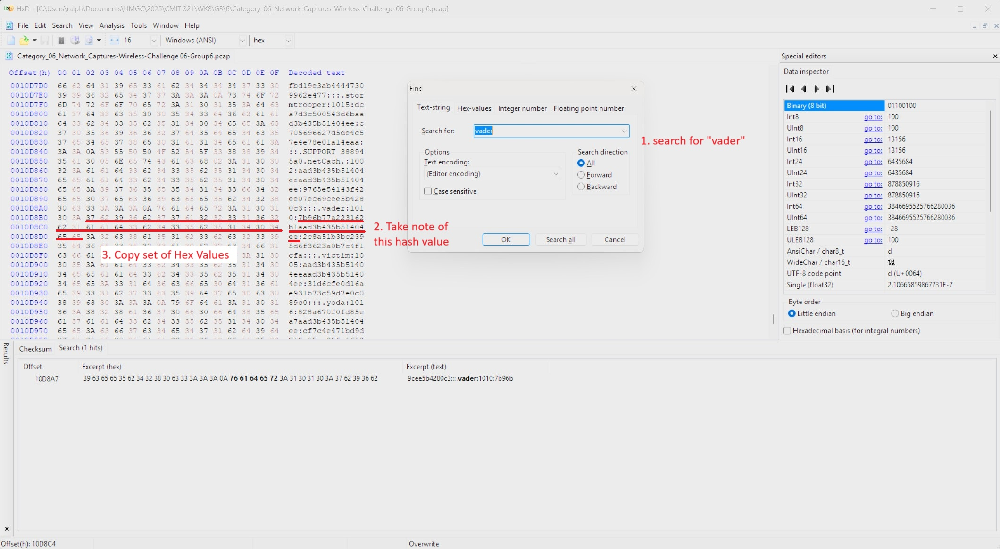 HxD - [C:\Users\ralph\Documents\UMGC\2025\CMIT 321\WK8\G3\6\Category_06_Network_Captures-Wireless-Challenge 06-Group6.pcap]
File Edit Search View Analysis Tools Window Help
16 Windows (ANSI) hex
Category_06_Network_Captures-Wireless-Challenge 06-Group6.pcap
Offset(h) 00 01 02 03 04 05 06 07 08 09 0A 0B 0C 0D 0E 0F Decoded text
0010D7D0 66 62 64 31 39 65 33 61 62 34 34 34 34 37 33 30 fbd19e3ab4444730
0010D7E0 39 39 36 32 65 34 37 37 3A 3A 3A 0A 73 74 6F 72 9962e477:::.stor
0010D7F0 6D 74 72 6F 6F 70 65 72 3A 31 30 31 35 3A 64 63 mtrooper:1015:dc
0010D800 61 37 64 33 63 35 30 30 35 34 33 64 36 62 61 61 a7d3c500543d6baa
0010D810 64 33 62 34 33 35 62 35 31 34 30 34 65 65 3A 63 d3b435b51404ee:c
0010D820 37 30 35 36 39 36 36 32 37 64 35 64 65 34 63 35 705696627d5de4c5
0010D830 37 65 34 65 37 38 65 30 31 61 31 34 65 61 61 3A 7e4e78e01a14eaa:
0010D840 3A 3A 0A 53 55 50 50 4F 52 54 5F 33 38 38 39 34 ::.SUPPORT_38894
0010D850 35 61 30 05 6E 65 74 43 61 63 68 02 3A 31 30 30 5a0.netCach.:100
0010D860 32 3A 61 61 64 33 62 34 33 35 62 35 31 34 30 34 2:aad3b435b51404
0010D870 65 65 61 61 64 33 62 34 33 35 62 35 31 34 30 34 eeaad3b435b51404
0010D880 65 65 3A 39 37 36 35 65 35 34 31 34 33 66 34 32 ee:9765e54143f42
0010D890 65 65 30 37 65 63 36 39 63 65 65 35 62 34 32 38 ee07ec69cee5b428
0010D8A0 30 63 33 3A 3A 3A 0A 76 61 64 65 72 3A 31 30 31 0c3:::.vader:101
0010D8B0 30 3A 37 62 39 36 62 37 37 61 32 32 33 31 36 32 0:7b96b77a223162
0010D8C0 62 31 61 61 64 33 62 34 33 35 62 35 31 34 30 34 b1aad3b435b51404
0010D8D0 65 65 3A 32 63 38 61 35 31 62 33 62 63 32 33 39 ee:2c8a51b3bc239
0010D8E0 35 64 36 66 33 36 32 33 61 30 62 37 63 34 66 31 5d6f3623a0b7c4f1
0010D8F0 63 66 61 3A 31 30 cfa:::.victim:10
0010D900 30 35 3A 61 61 64 33 62 34 33 35 62 35 31 34 30 05:aad3b435b5140
0010D910 34 65 65 61 61 64 33 62 34 33 35 62 35 31 34 30 4eeaad3b435b5140
0010D920 34 65 65 3A 33 31 64 36 63 66 65 30 64 31 36 61 4ee:31d6cfe0d16a
0010D930 65 39 33 31 62 37 33 63 35 39 64 37 65 30 63 30 e931b73c59d7e0c0
0010D940 38 39 63 30 3A 3A 3A 0A 79 6F 64 61 3A 31 30 31 89c0:::.yoda:101
0010D950 36 3A 38 32 38 61 36 37 30 66 30 66 64 38 35 65 6:828a670f0fd85e
0010D960 61 37 61 61 64 33 62 34 33 35 62 35 31 34 30 34 a7aad3b435b51404
0010D970 65 65 3A 63 66 37 63 34 65 34 37 31 62 64 39 64 ee:cf7c4e471bd9d
3. Copy set of Hex Values
Find
Text-string Hex-values Integer number Floating point number
Search for: vader
Options
Text encoding:
(Editor encoding)
Case sensitive
Search direction
All
Forward
Backward
OK Search all Cancel
1. search for "vader"
2. Take note of
this hash value
Special editors
Data inspector
Binary (8 bit) 01100100
Int8 go to: 100
UInt8 go to: 100
Int16 go to: 13156
UInt16 go to: 13156
Int24 go to: 6435684
UInt24 go to: 6435684
Int32 go to: 878850916
UInt32 go to: 878850916
Int64 go to: 3846695525766280036
UInt64 go to: 3846695525766280036
LEB128 go to: -28
ULEB128 go to: 100
AnsiChar / char8_t d
WideChar / char16_t
UTF-8 code point d (U+0064)
Single (float32) 2.10665859867731E-7
Byte order
Little endian Big endian
Hexadecimal basis (for integral numbers)
Results
Checksum Search (1 hits)
Offset Excerpt (hex) Excerpt (text)
10D8A7 39 63 65 65 35 62 34 32 38 30 63 33 3A 3A 3A 0A 76 61 64 65 72 3A 31 30 31 30 3A 37 62 39 36 62 9cee5b4280c3:::.vader:1010:7b96b
Offset(h): 10D8C4 Overwrite